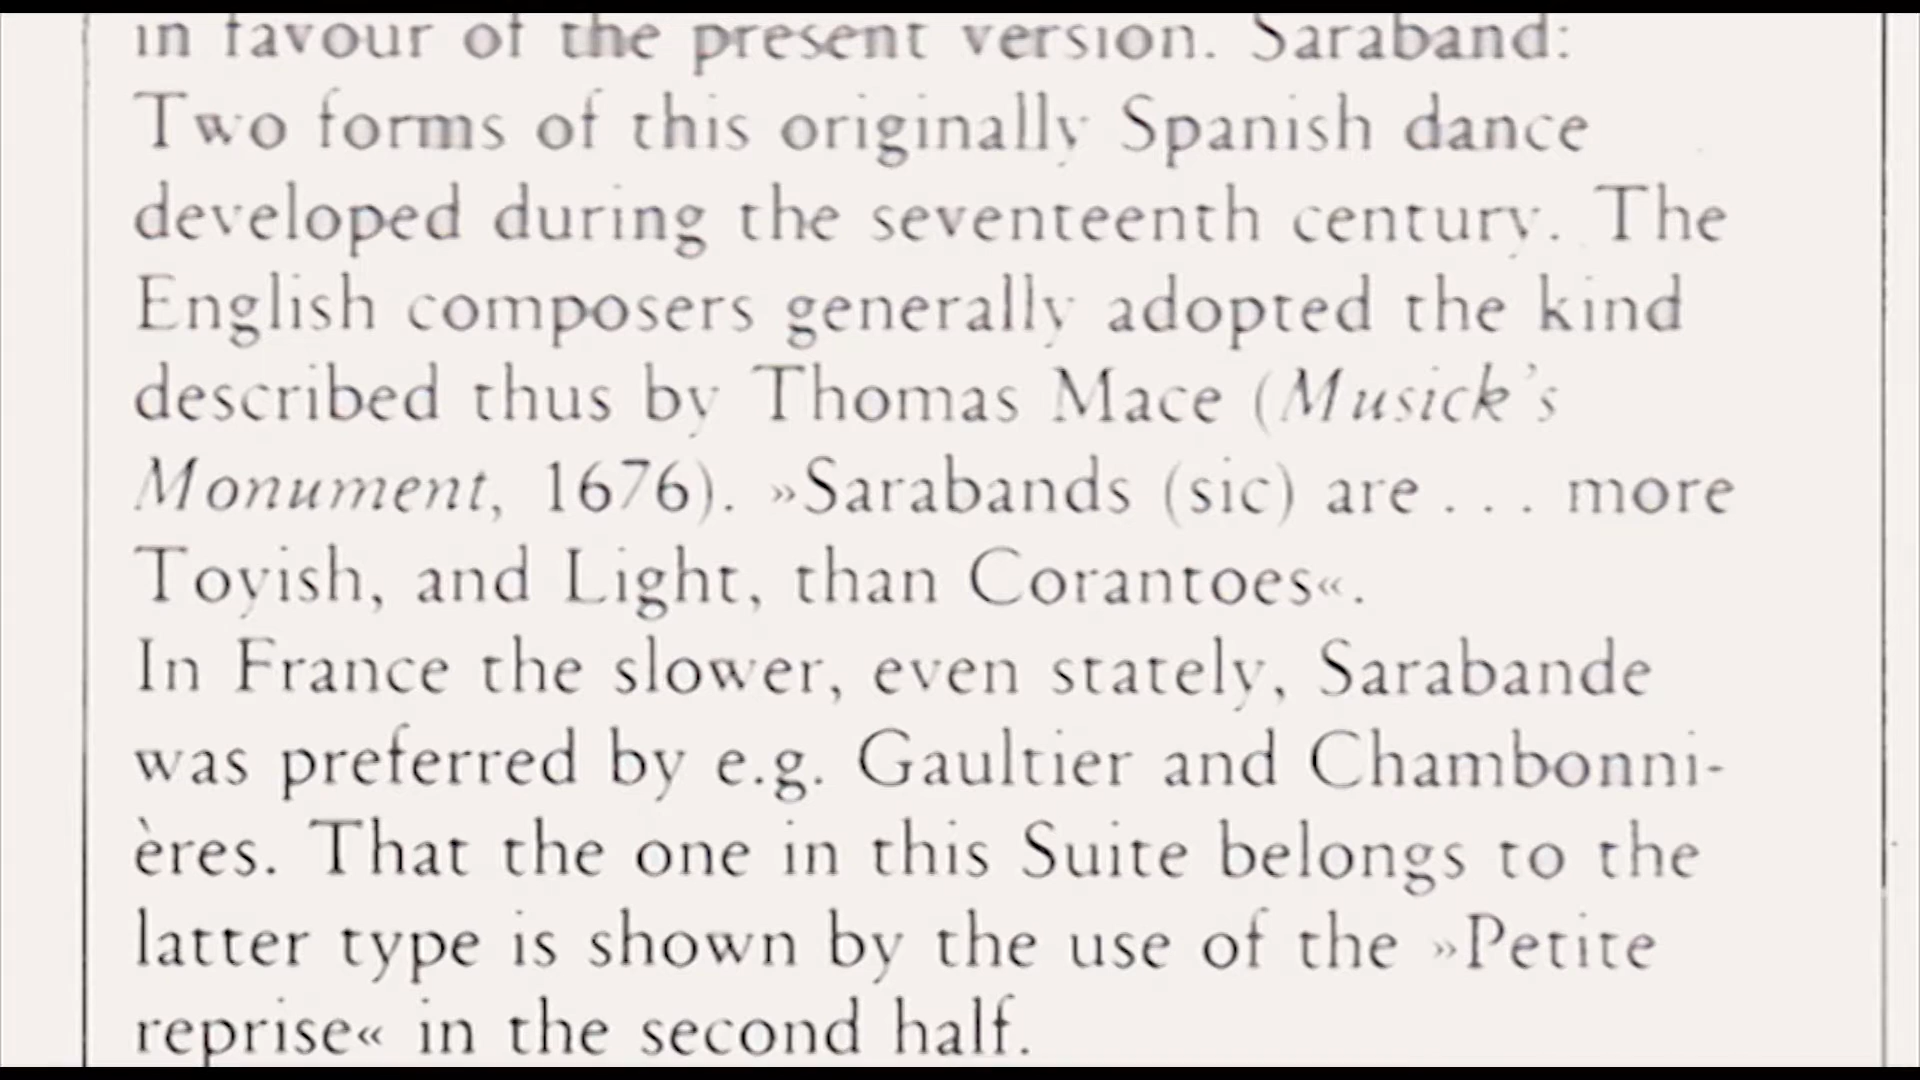 in favour of the present version. Saraband:
Two forms of this originally Spanish dance
developed during the seventeenth century. The
English composers generally adopted the kind
described thus by Thomas Mace (Musick's
Monument, 1676). »Sarabands (sic) are . . . more
Toyish, and Light, than Corantoes«.
In France the slower, even stately, Sarabande
was preferred by e.g. Gaultier and Chambonni-
ères. That the one in this Suite belongs to the
latter type is shown by the use of the »Petite
reprise« in the second half.